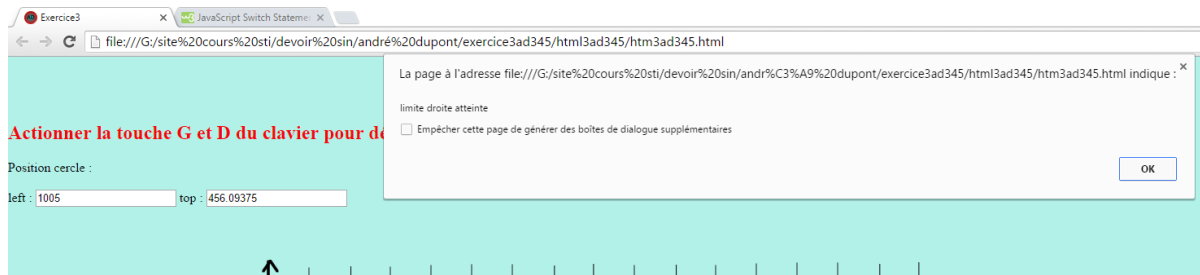 Exercice3
JavaScript Switch Stateme
file:///G:/site%20cours%20sti/devoir%20sin/andré%20dupont/exercice3ad345/html3ad345/htm3ad345.html
La page à l'adresse file:///G:/site%20cours%20sti/devoir%20sin/andr%C3%A9%20dupont/exercice3ad345/html3ad345/htm3ad345.html indique :
limite droite atteinte
Empêcher cette page de générer des boîtes de dialogue supplémentaires
OK
Actionner la touche G et D du clavier pour dé
Position cercle :
left : 1005 top : 456.09375